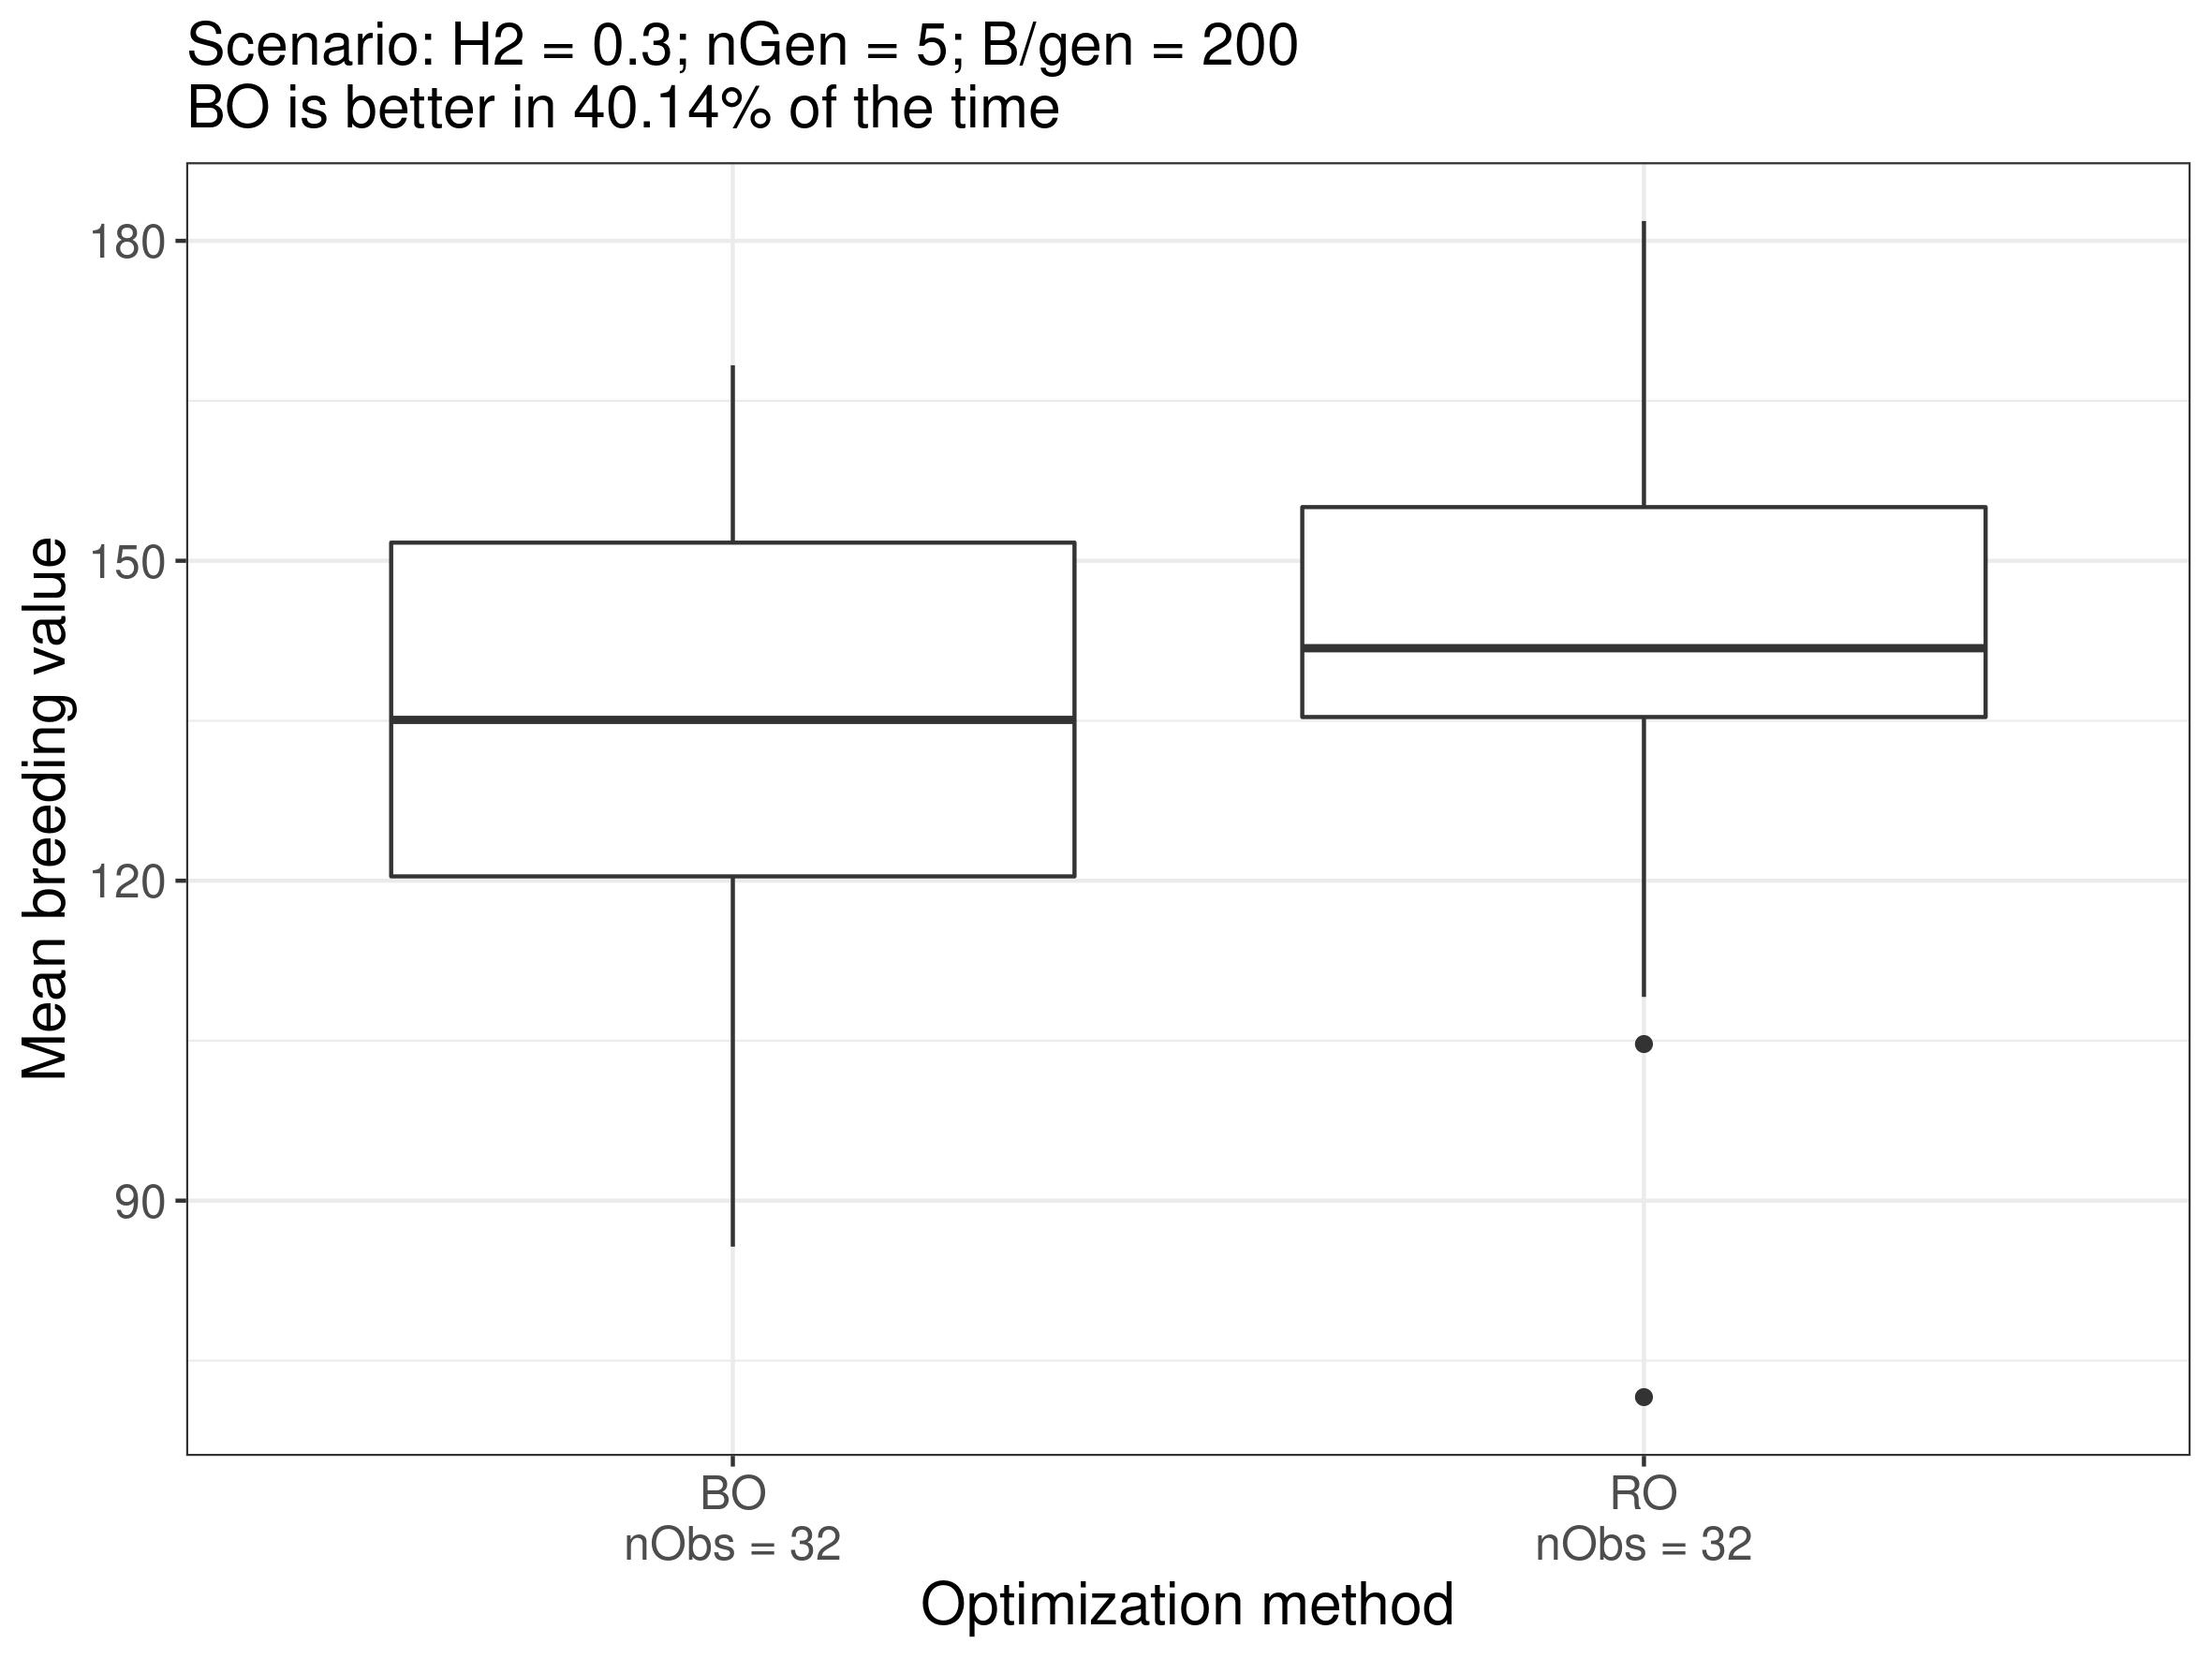 Scenario: H2 = 0.3; nGen = 5; B/gen = 200
BO is better in 40.14% of the time
Mean breeding value
180
150
120
90
BO
nObs = 32
RO
nObs = 32
Optimization method